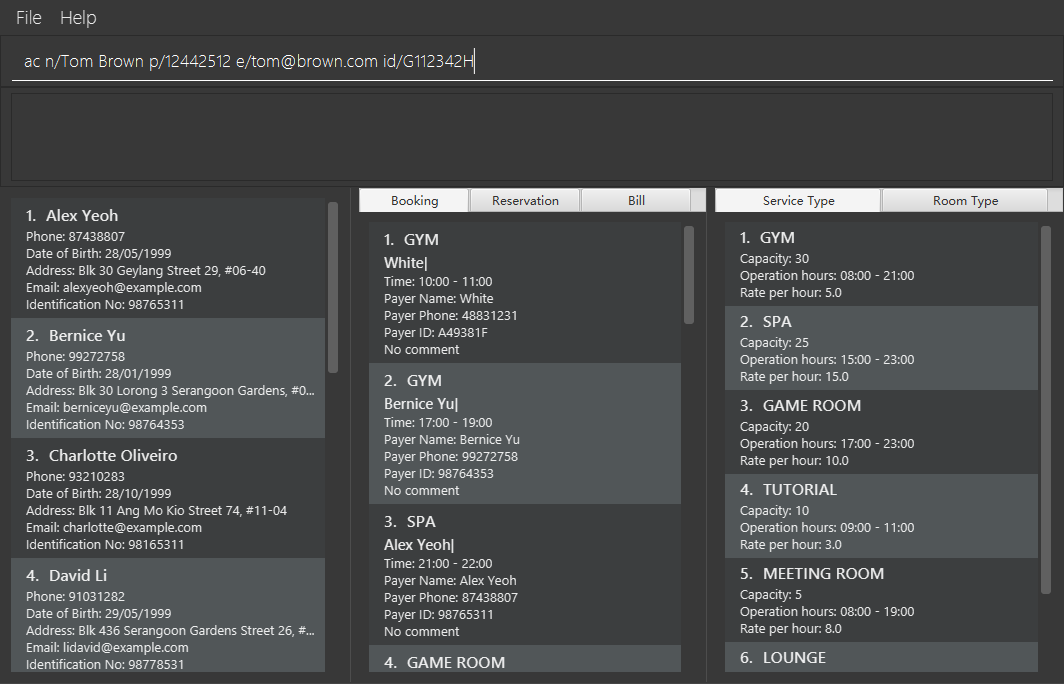 File Help
ac n/Tom Brown p/12442512 e/tom@brown.com id/G112342H
1. Alex Yeoh
Phone: 87438807
Date of Birth: 28/05/1999
Address: Blk 30 Geylang Street 29, #06-40
Email: alexyeoh@example.com
Identification No: 98765311
2. Bernice Yu
Phone: 99272758
Date of Birth: 28/01/1999
Address: Blk 30 Lorong 3 Serangoon Gardens, #0...
Email: berniceyu@example.com
Identification No: 98764353
3. Charlotte Oliveiro
Phone: 93210283
Date of Birth: 28/10/1999
Address: Blk 11 Ang Mo Kio Street 74, #11-04
Email: charlotte@example.com
Identification No: 98165311
4. David Li
Phone: 91031282
Date of Birth: 29/05/1999
Address: Blk 436 Serangoon Gardens Street 26, #...
Email: lidavid@example.com
Identification No: 98778531
Booking Reservation Bill
1. GYM
White|
Time: 10:00 - 11:00
Payer Name: White
Payer Phone: 48831231
Payer ID: A49381F
No comment
2. GYM
Bernice Yu|
Time: 17:00 - 19:00
Payer Name: Bernice Yu
Payer Phone: 99272758
Payer ID: 98764353
No comment
3. SPA
Alex Yeoh|
Time: 21:00 - 22:00
Payer Name: Alex Yeoh
Payer Phone: 87438807
Payer ID: 98765311
No comment
4. GAME ROOM
Service Type Room Type
1. GYM
Capacity: 30
Operation hours: 08:00 - 21:00
Rate per hour: 5.0
2. SPA
Capacity: 25
Operation hours: 15:00 - 23:00
Rate per hour: 15.0
3. GAME ROOM
Capacity: 20
Operation hours: 17:00 - 23:00
Rate per hour: 10.0
4. TUTORIAL
Capacity: 10
Operation hours: 09:00 - 11:00
Rate per hour: 3.0
5. MEETING ROOM
Capacity: 5
Operation hours: 08:00 - 19:00
Rate per hour: 8.0
6. LOUNGE